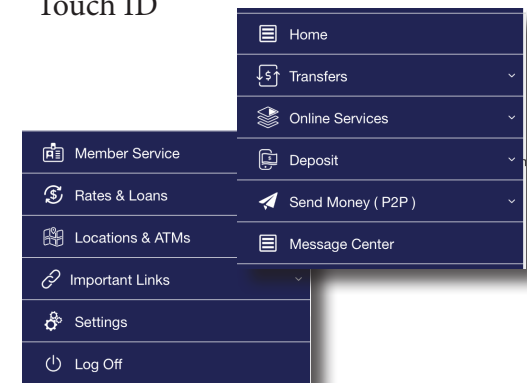 Touch ID
Home
Transfers
Online Services
Deposit
Send Money ( P2P )
Message Center
Member Service
Rates & Loans
Locations & ATMs
Important Links
Settings
Log Off